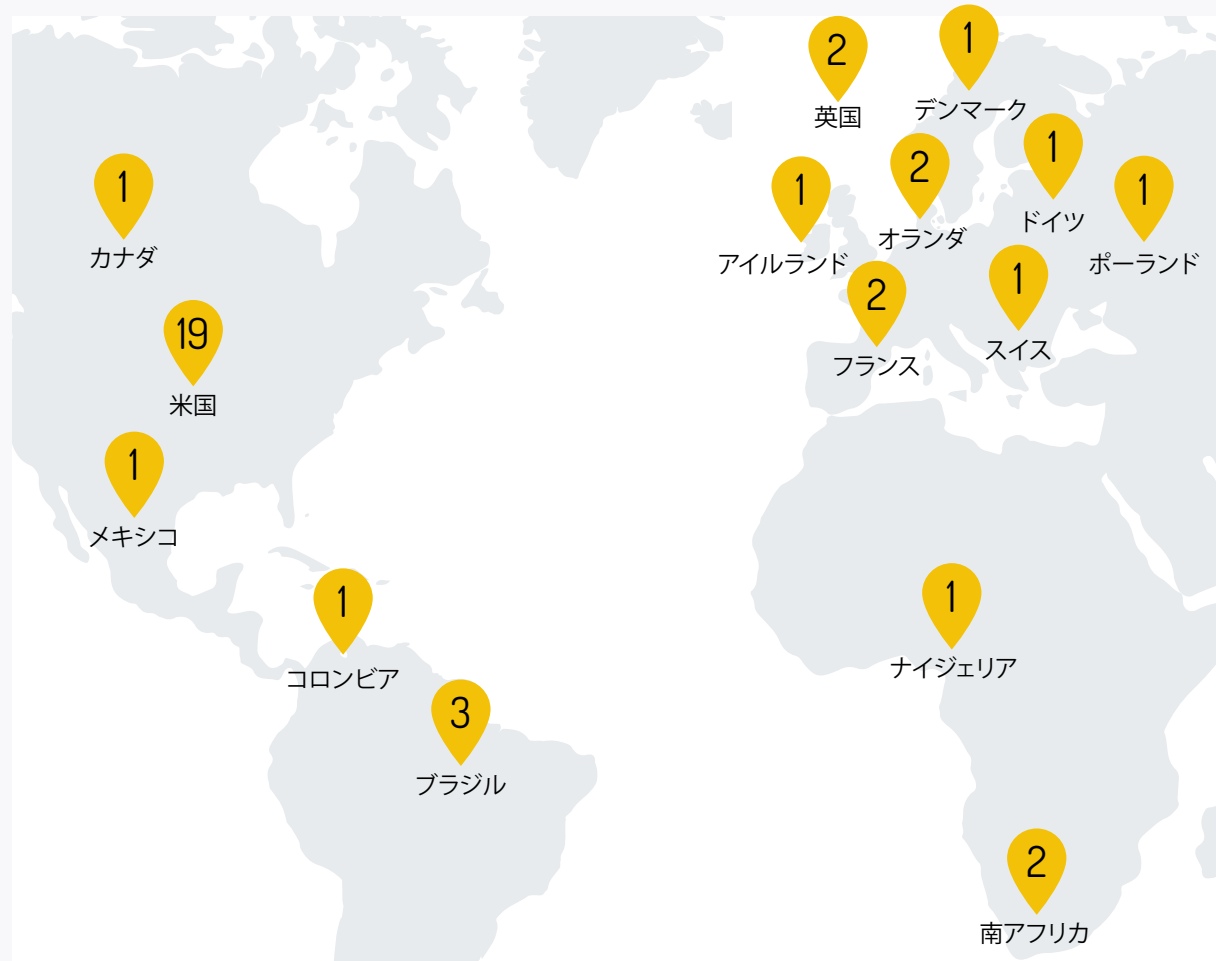 2
英国
1
デンマーク
1
カナダ
1
アイルランド
2
オランダ
1
ドイツ
1
ポーランド
19
米国
2
フランス
1
スイス
1
メキシコ
1
コロンビア
1
ナイジェリア
3
ブラジル
2
南アフリカ